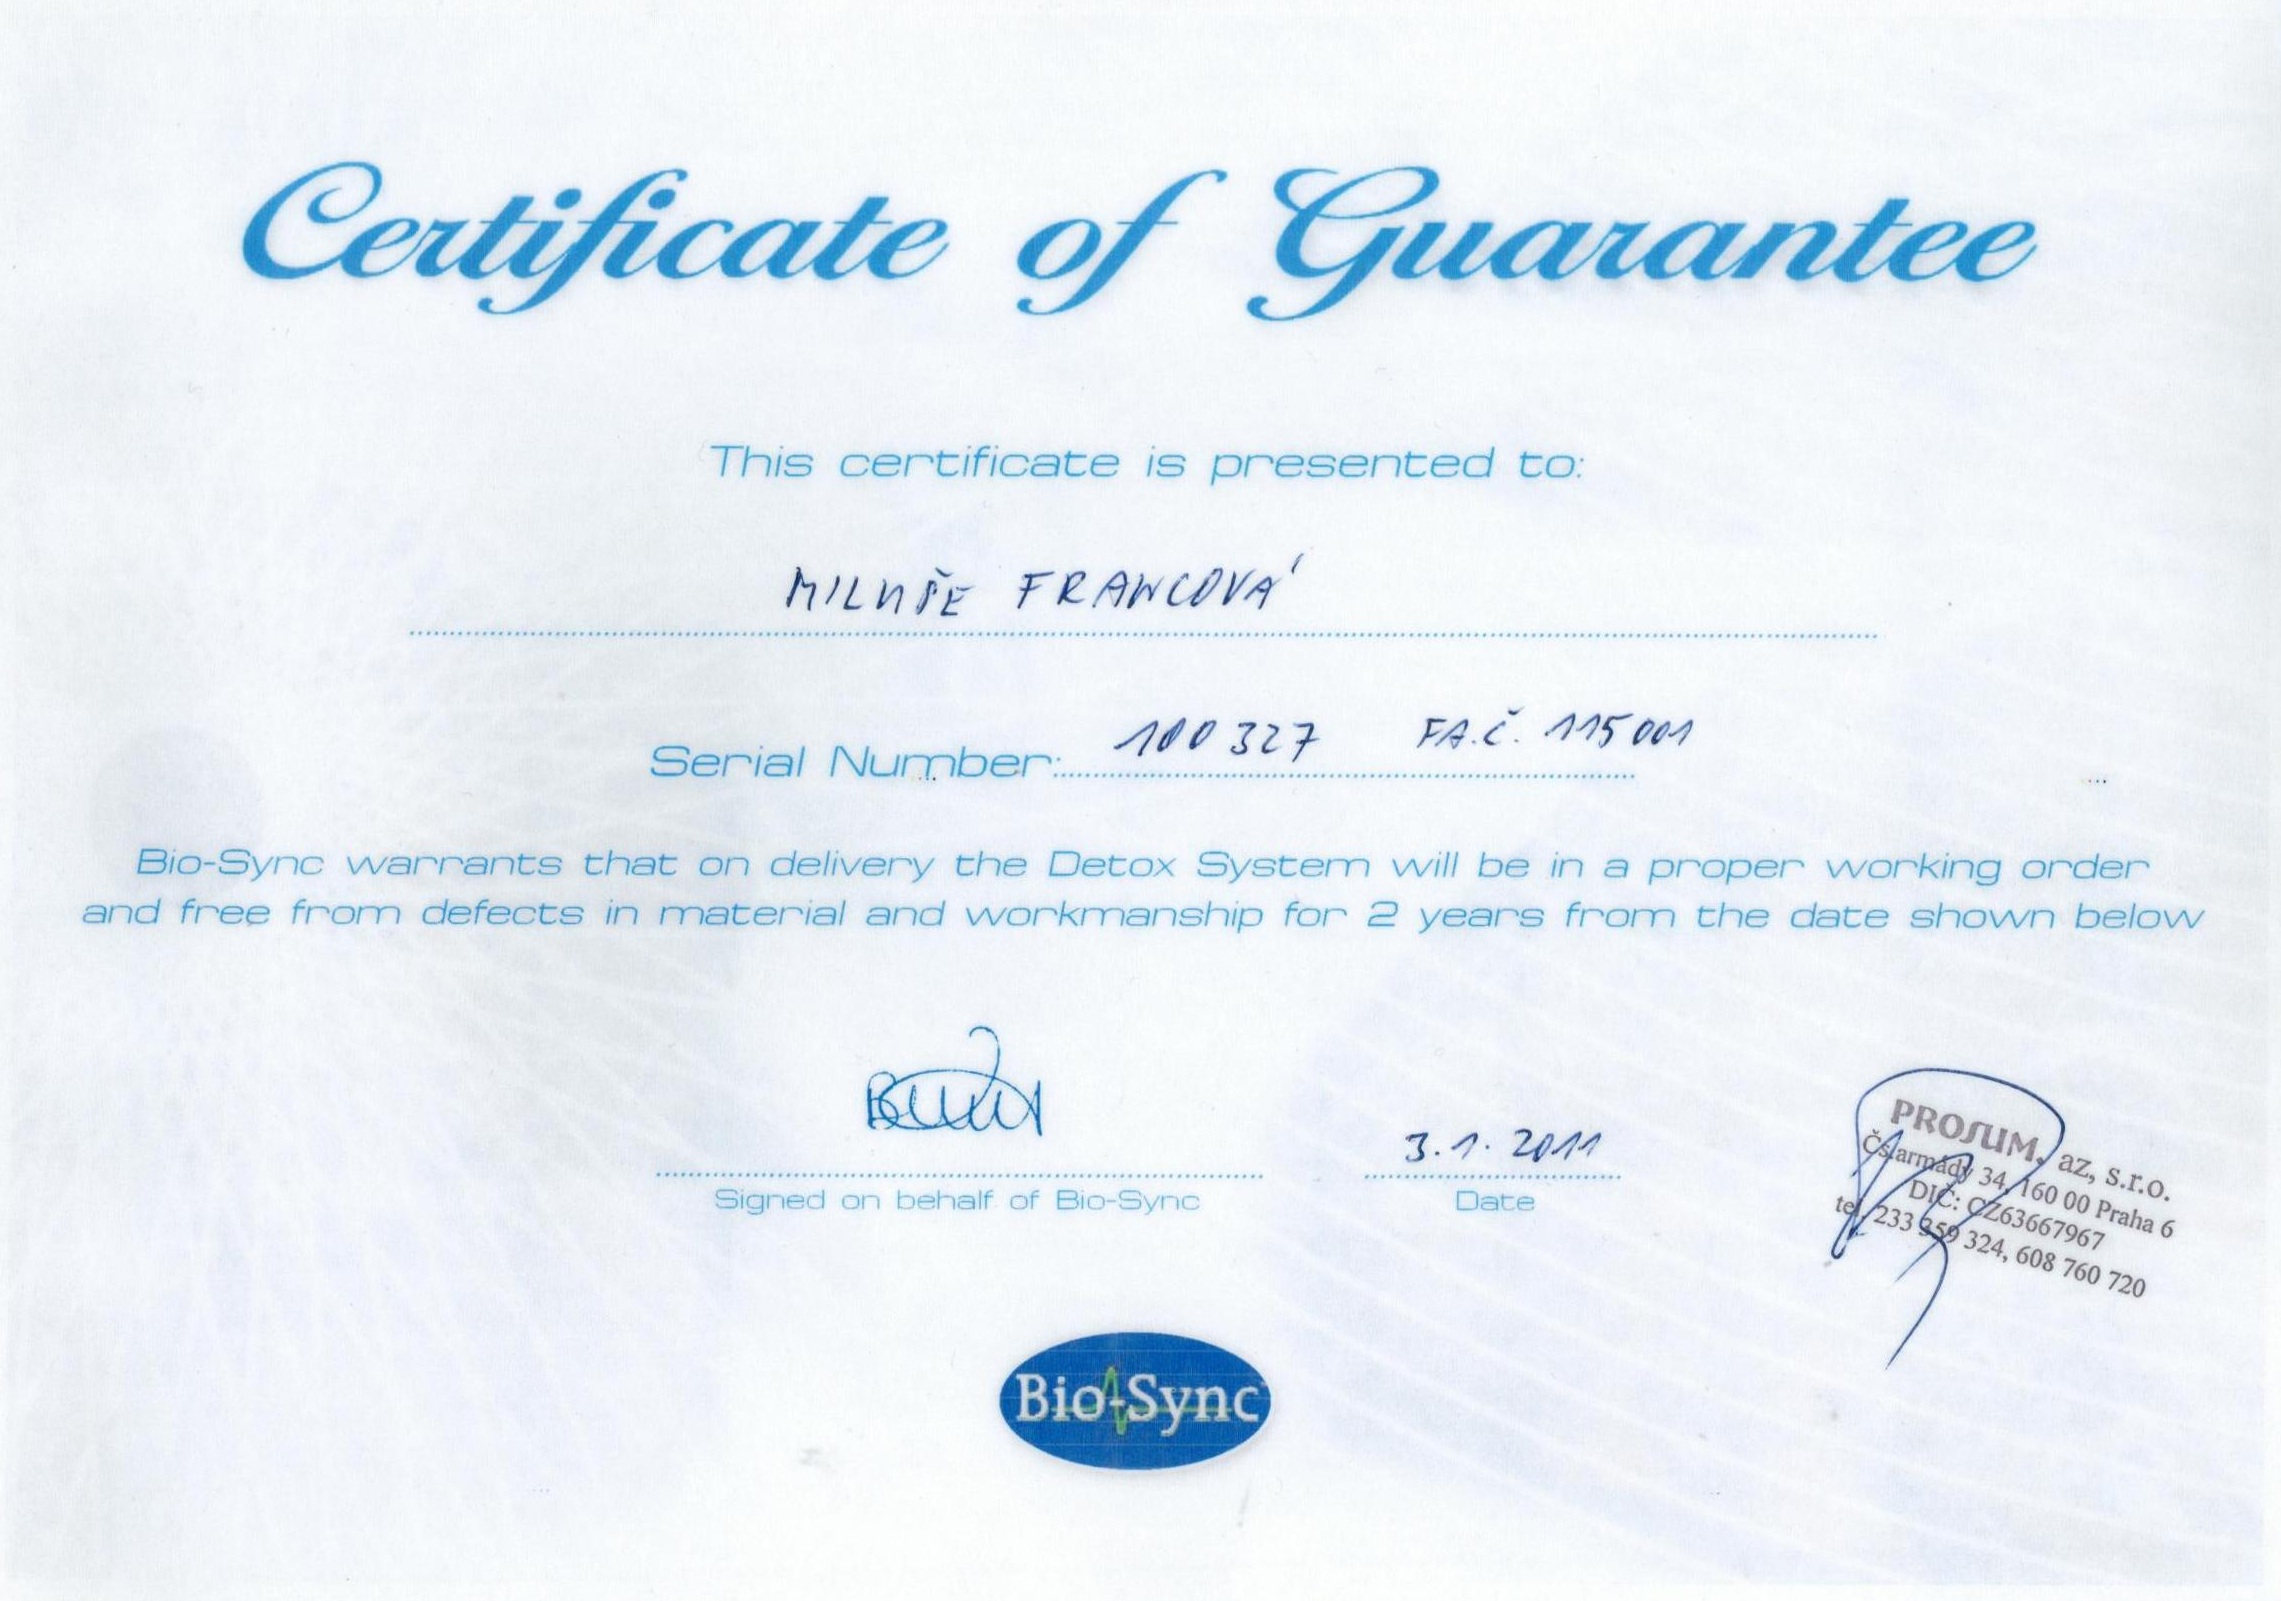 Certificate of Guarantee
This certificate is presented to:
MILUŠE FRANCOVÁ
Serial Number: 100 327 FA.Č. 115 001
Bio-Sync warrants that on delivery the Detox System will be in a proper working order
and free from defects in material and workmanship for 2 years from the date shown below
3.1.2011
Signed on behalf of Bio-Sync
Date
PROSUM, az, s.r.o.
Čs.armády 34, 160 00 Praha 6
DIČ: CZ63667967
tel. 233 359 324, 608 760 720
Bio-Sync